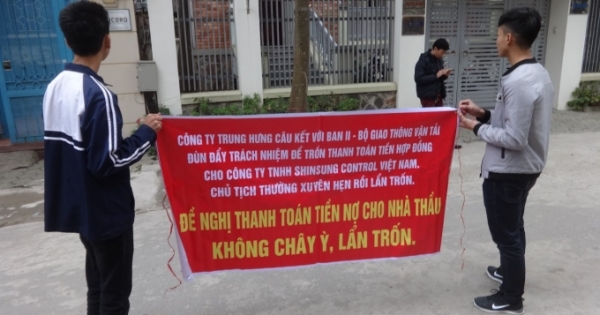 CÔNG TY TRUNG HƯNG CÂU KẾT VỚI BAN II - BỘ GIAO THÔNG VẬN TẢI
ĐÙN ĐẨY TRÁCH NHIỆM ĐỂ TRỐN THANH TOÁN TIỀN HỢP ĐỒNG
CHO CÔNG TY TNHH SHINSUNG CONTROL VIỆT NAM.
CHỦ TỊCH THƯỜNG XUYÊN HẸN RỒI LẨN TRỐN.
ĐỀ NGHỊ THANH TOÁN TIỀN NỢ CHO NHÀ THẦU
KHÔNG CHÂY Ỳ, LẨN TRỐN.